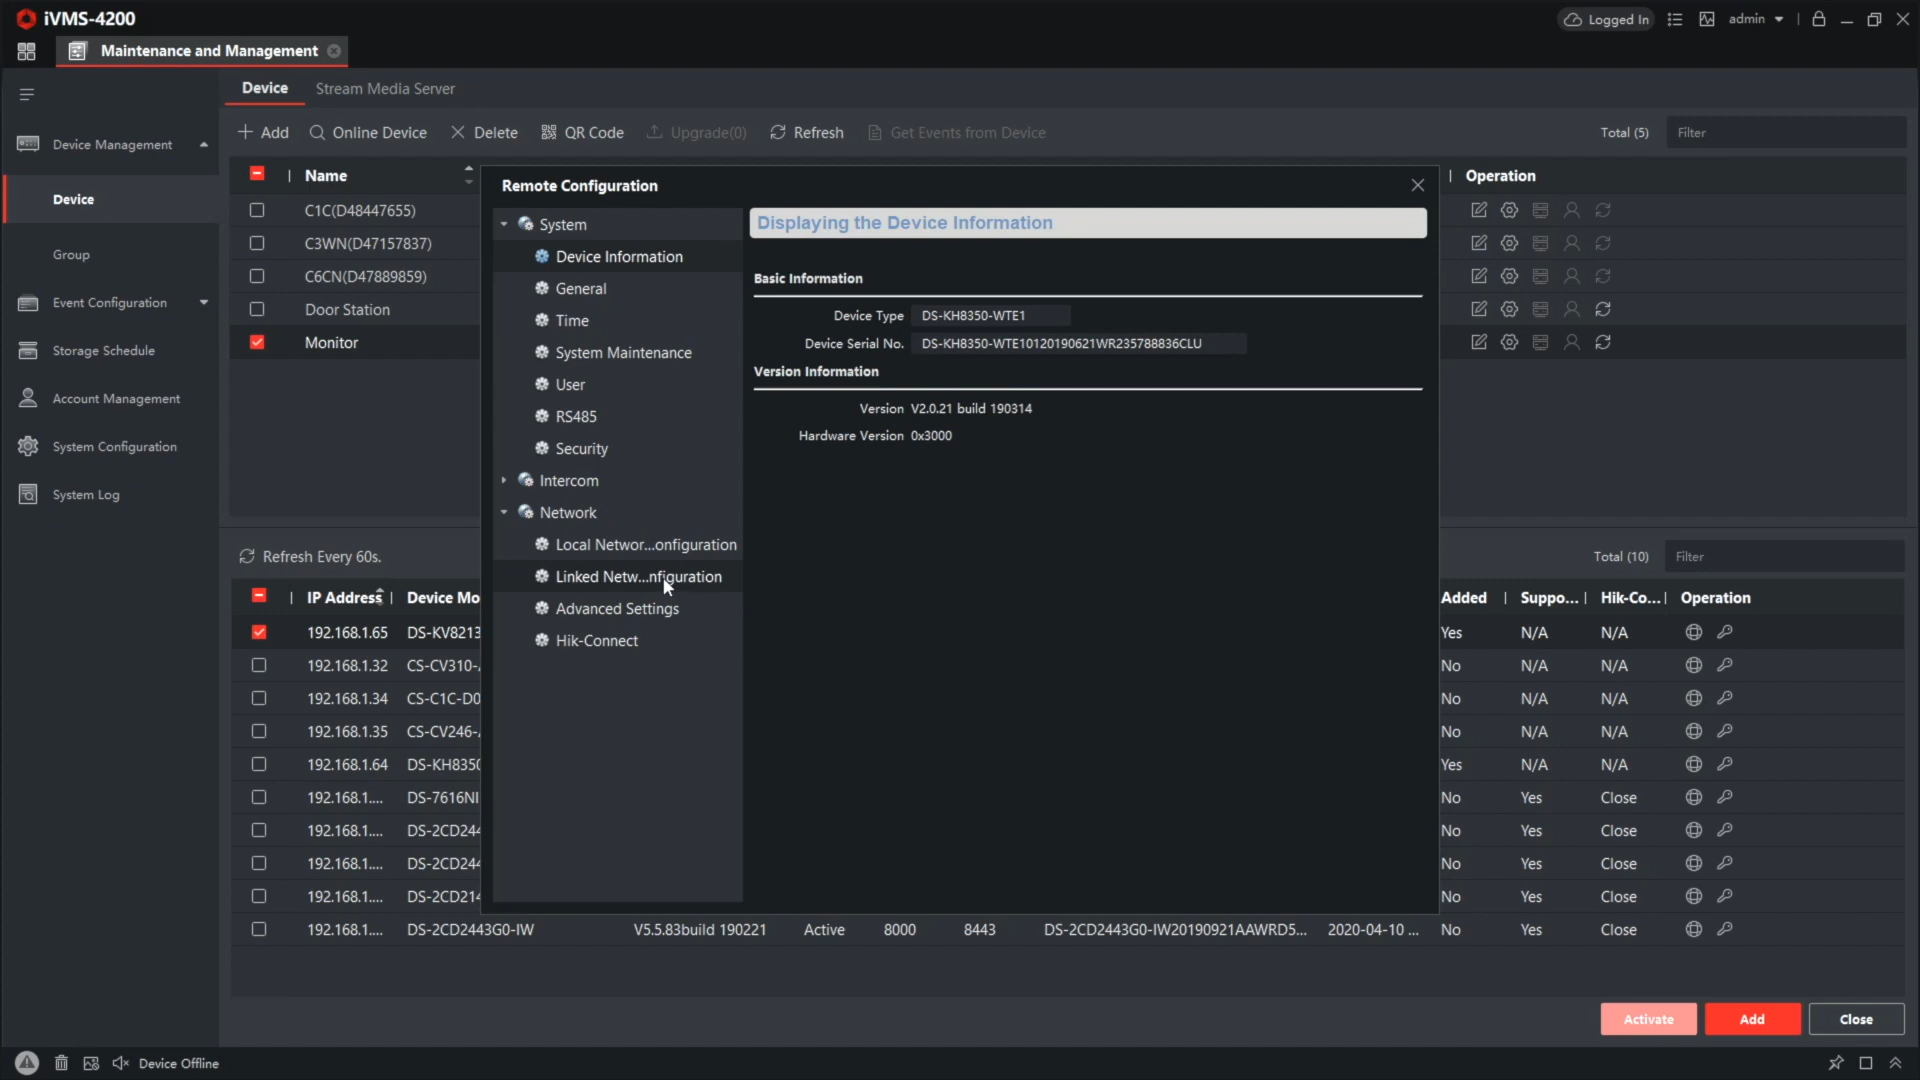 iVMS-4200
Logged In
admin
Maintenance and Management
Device
Stream Media Server
Add
Online Device
Delete
QR Code
Upgrade(0)
Refresh
Get Events from Device
Total (5)
Filter
Device Management
Device
Group
Event Configuration
Storage Schedule
Account Management
System Configuration
System Log
Name
Operation
C1C(D48447655)
C3WN(D47157837)
C6CN(D47889859)
Door Station
Monitor
Remote Configuration
System
Device Information
General
Time
System Maintenance
User
RS485
Security
Intercom
Network
Local Networ...onfiguration
Linked Netw...nfiguration
Advanced Settings
Hik-Connect
Displaying the Device Information
Basic Information
Device Type DS-KH8350-WTE1
Device Serial No. DS-KH8350-WTE10120190621WR235788836CLU
Version Information
Version V2.0.21 build 190314
Hardware Version 0x3000
Refresh Every 60s.
Total (10)
Filter
IP Address Device Mo Added Suppo... Hik-Co... Operation
192.168.1.65 DS-KV8213 Yes N/A N/A
192.168.1.32 CS-CV310-. No N/A N/A
192.168.1.34 CS-C1C-D0 No N/A N/A
192.168.1.35 CS-CV246-. No N/A N/A
192.168.1.64 DS-KH8350 Yes N/A N/A
192.168.1.... DS-7616NI No Yes Close
192.168.1.... DS-2CD244 No Yes Close
192.168.1.... DS-2CD244 No Yes Close
192.168.1.... DS-2CD214 No Yes Close
192.168.1.... DS-2CD2443G0-IW V5.5.83build 190221 Active 8000 8443 DS-2CD2443G0-IW20190921AAWRD5... 2020-04-10 ... No Yes Close
Activate
Add
Close
Device Offline